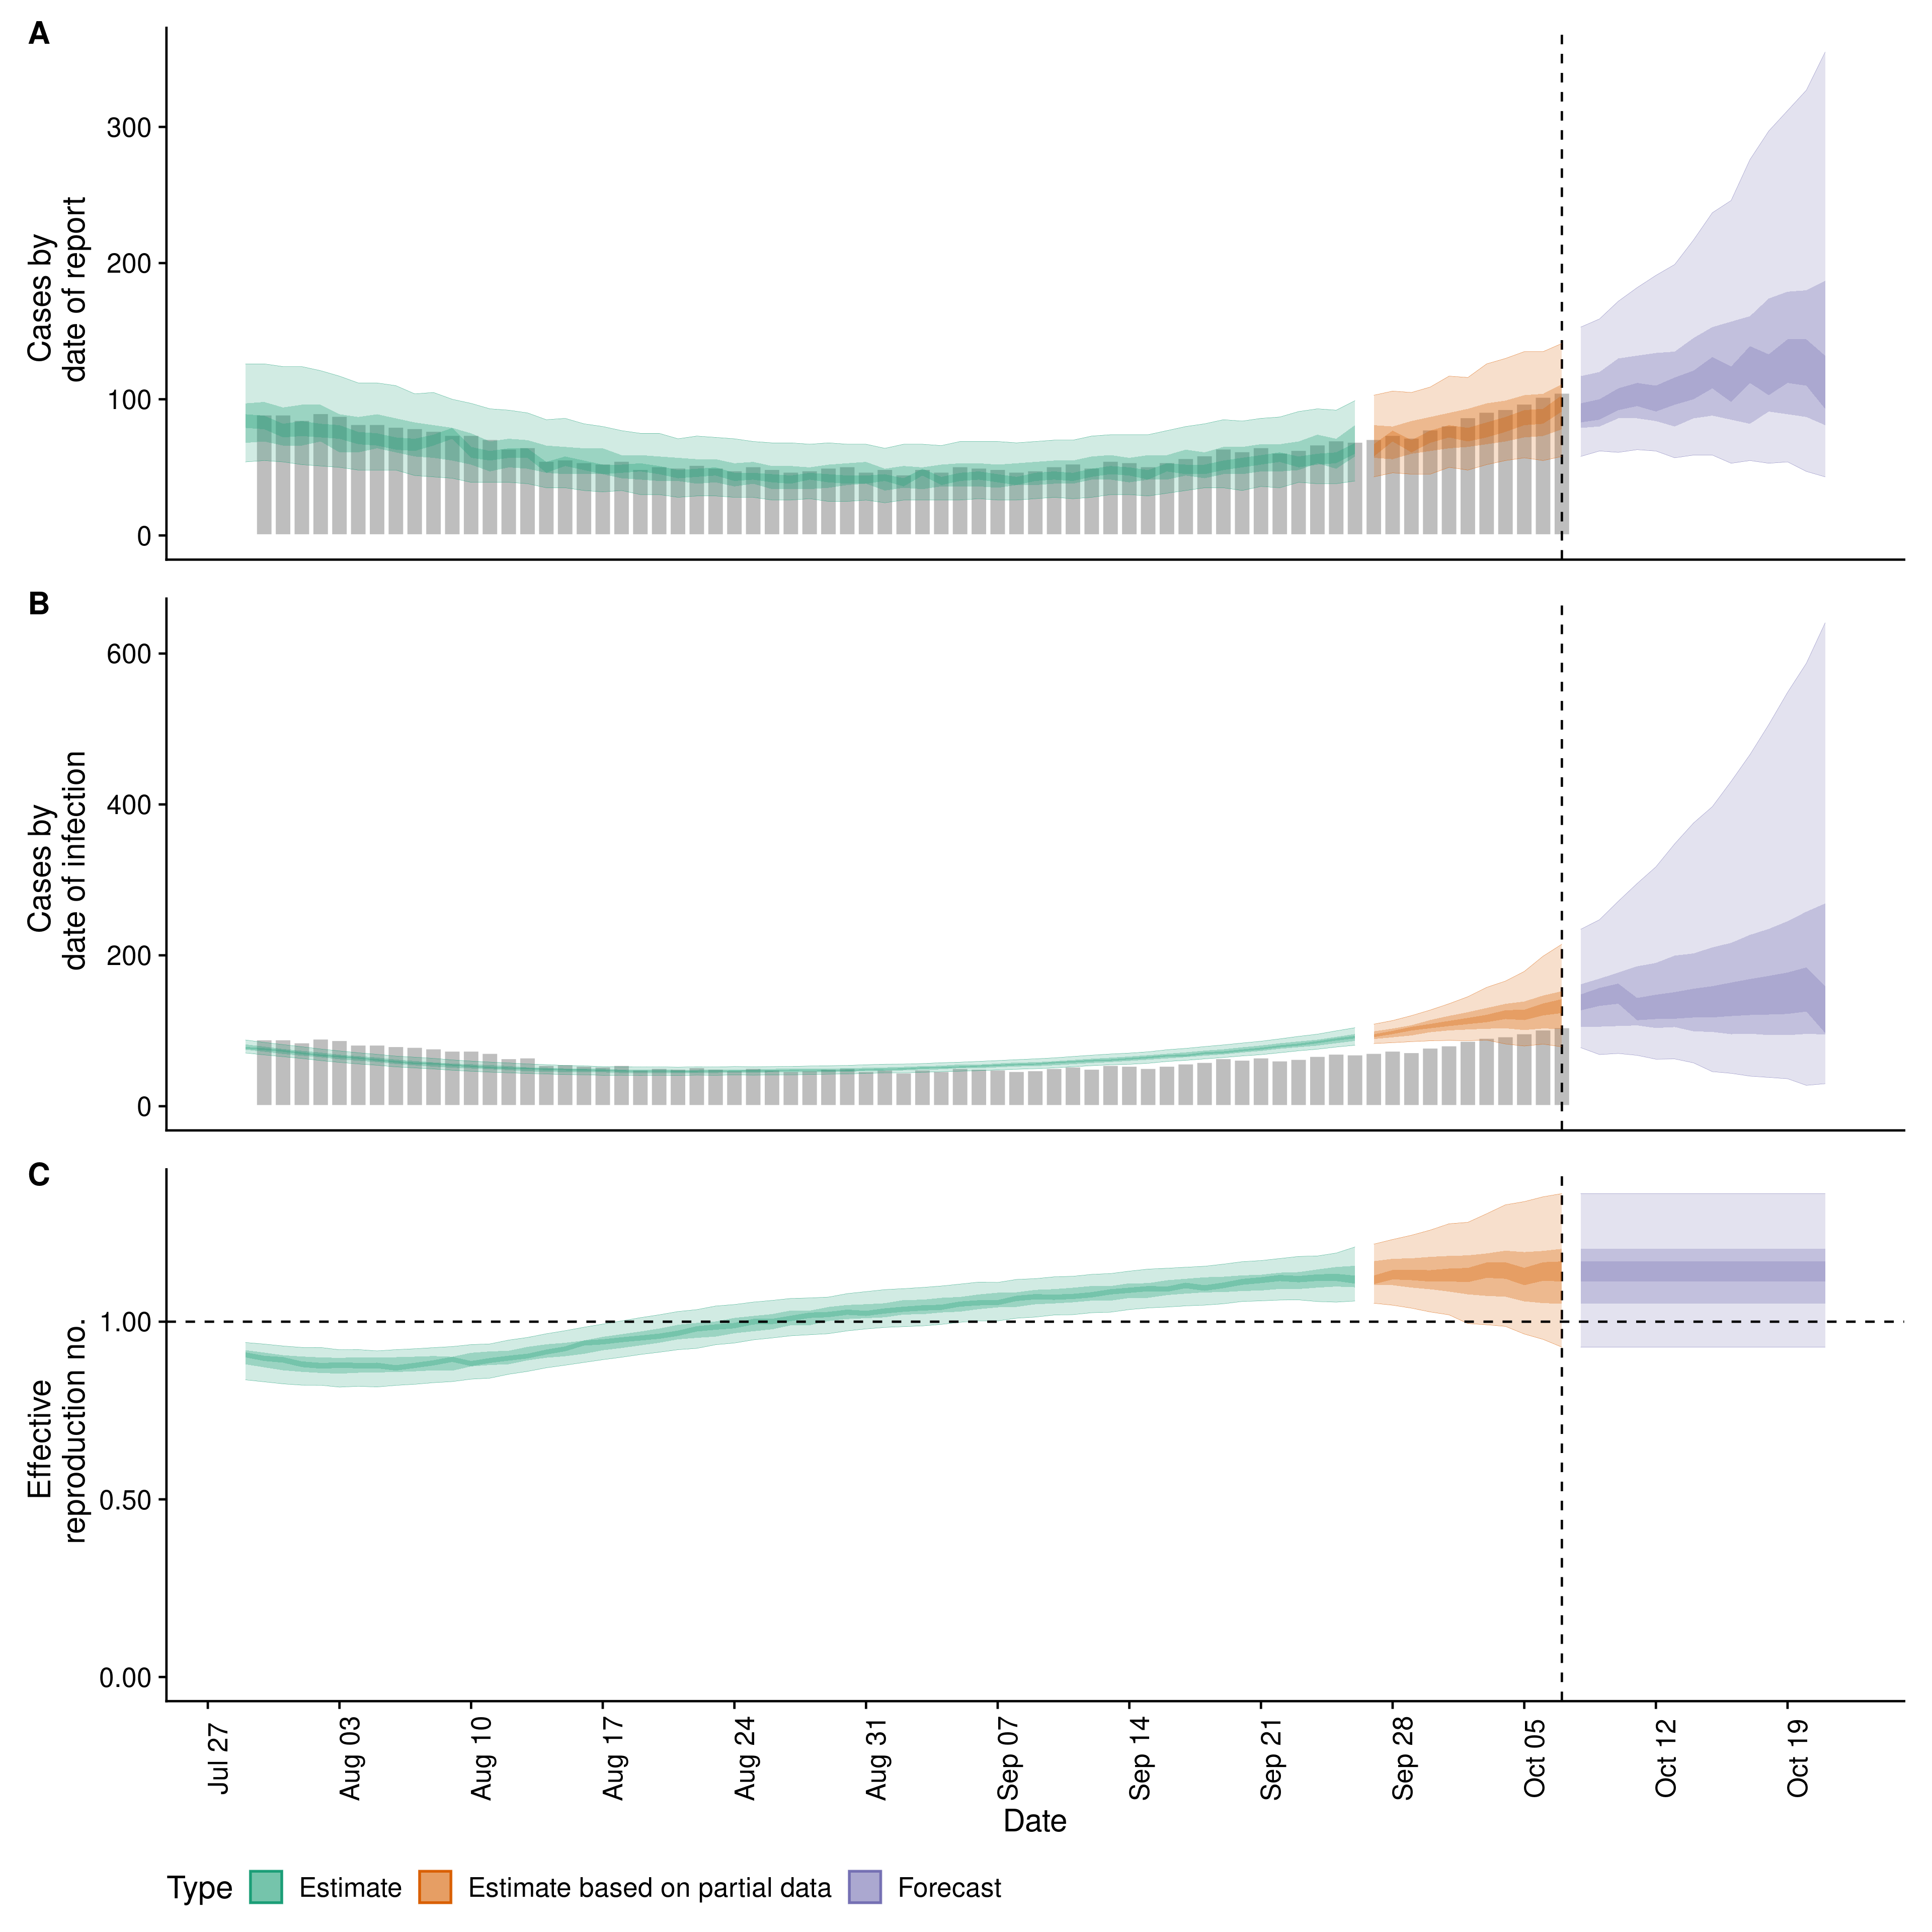 A
Cases by
date of report
300
200
100
0
B
Cases by
date of infection
600
400
200
0
C
Effective
reproduction no.
1.00
0.50
0.00
Jul 27
Aug 03
Aug 10
Aug 17
Aug 24
Aug 31
Sep 07
Sep 14
Sep 21
Sep 28
Oct 05
Oct 12
Oct 19
Date
Type Estimate Estimate based on partial data Forecast